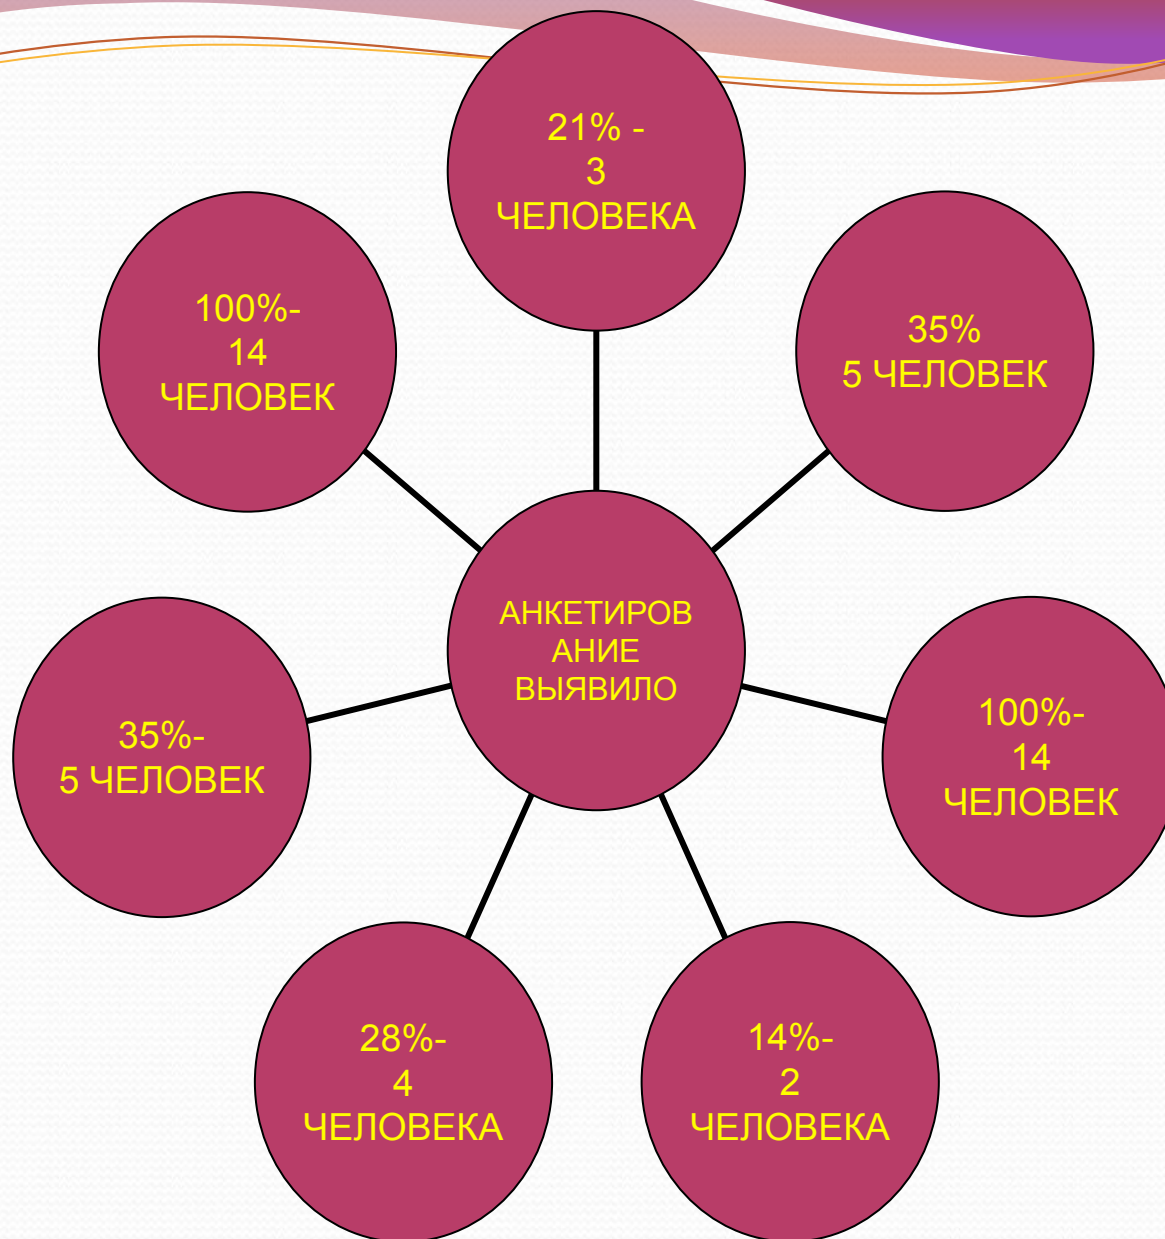 21% -
3
ЧЕЛОВЕКА
100%-
14
ЧЕЛОВЕК
35%
5 ЧЕЛОВЕК
АНКЕТИРОВ
АНИЕ
ВЫЯВИЛО
35%-
5 ЧЕЛОВЕК
100%-
14
ЧЕЛОВЕК
28%-
4
ЧЕЛОВЕКА
14%-
2
ЧЕЛОВЕКА